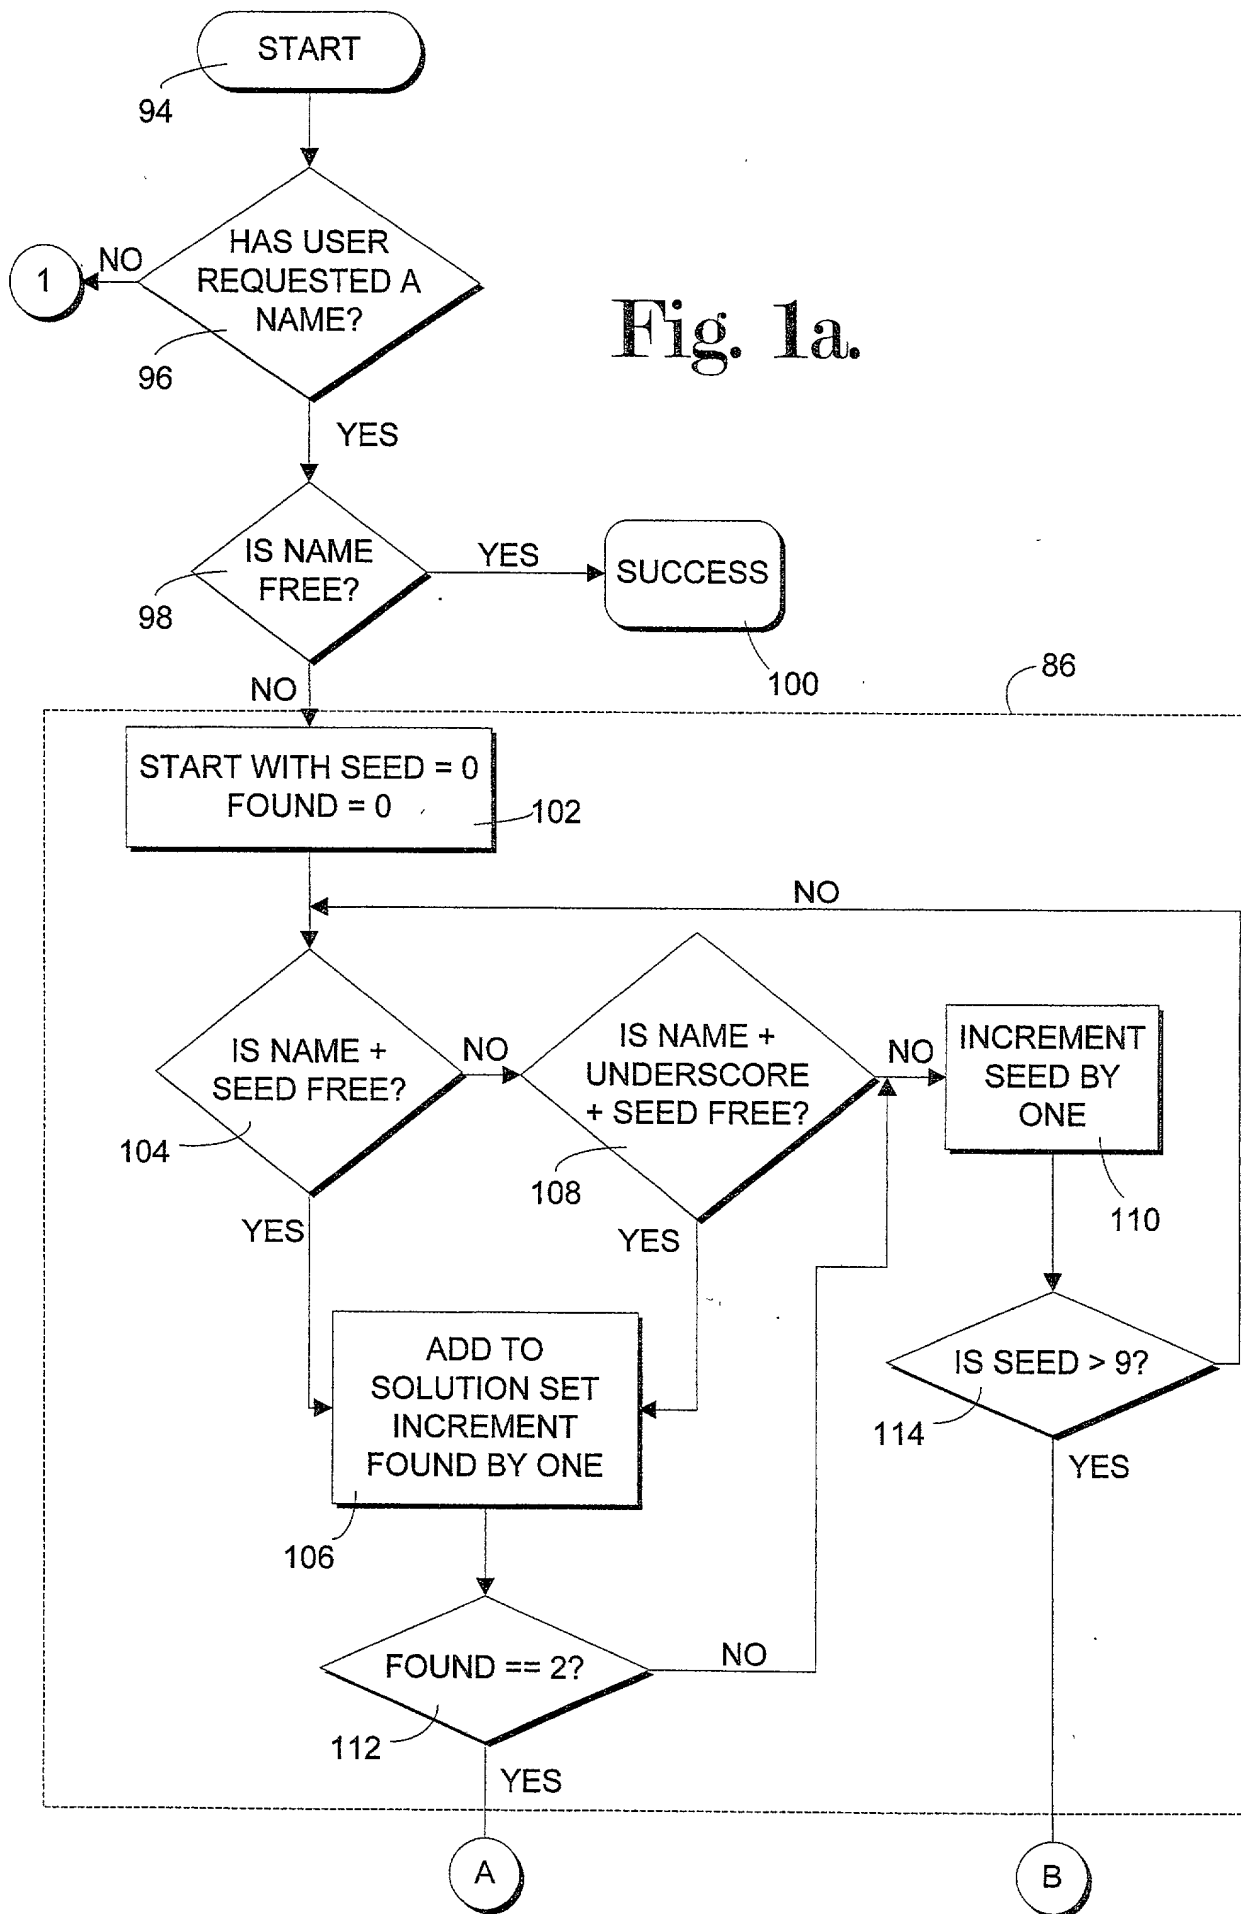 START
94
HAS USER
REQUESTED A
NAME?
NO
1
96
Fig. 1a.
YES
IS NAME
FREE?
YES
SUCCESS
98
100
NO
86
START WITH SEED = 0
FOUND = 0
102
NO
IS NAME +
SEED FREE?
NO
IS NAME +
UNDERSCORE
+ SEED FREE?
NO
INCREMENT
SEED BY
ONE
104
108
110
YES
YES
ADD TO
SOLUTION SET
INCREMENT
FOUND BY ONE
IS SEED > 9?
114
YES
106
FOUND == 2?
NO
112
YES
A
B